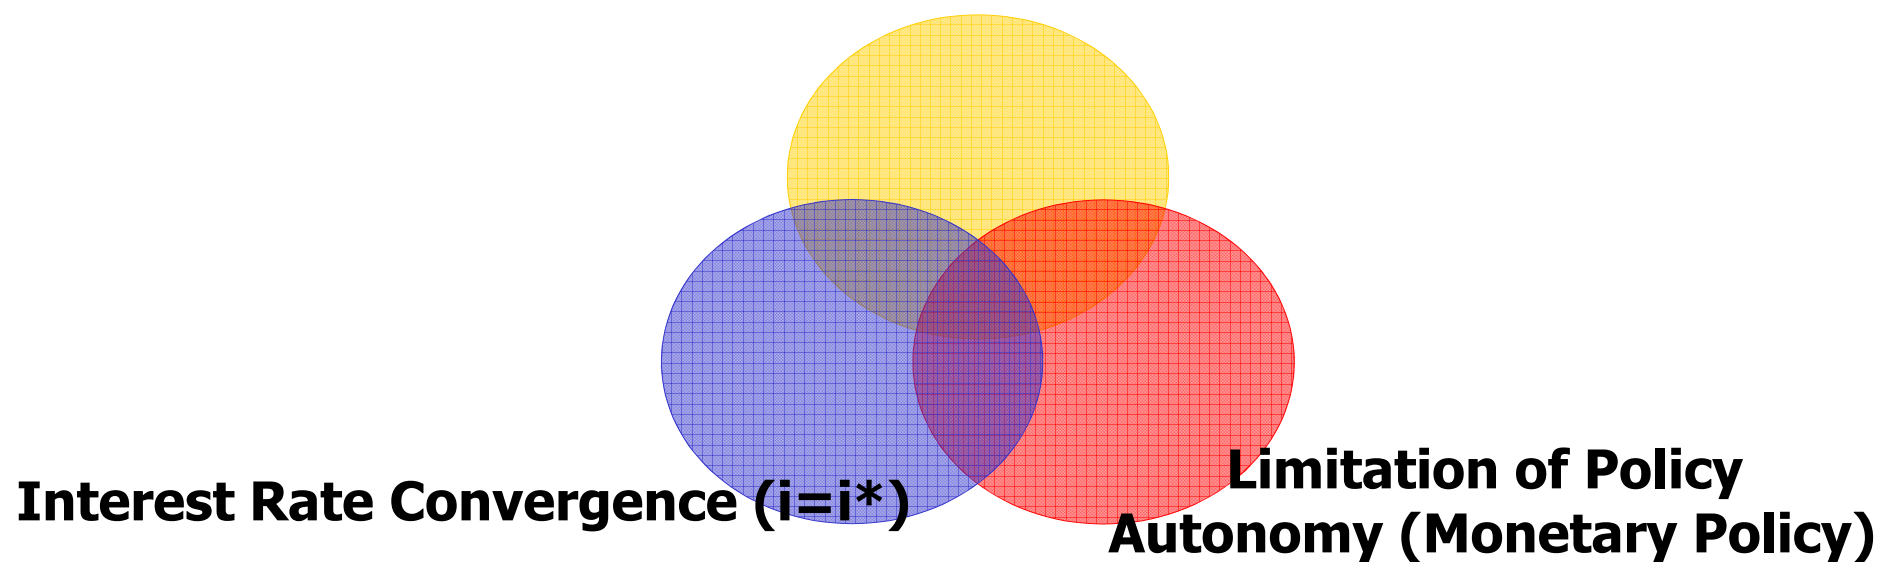 Interest Rate Convergence (i=i*)
Limitation of Policy
Autonomy (Monetary Policy)